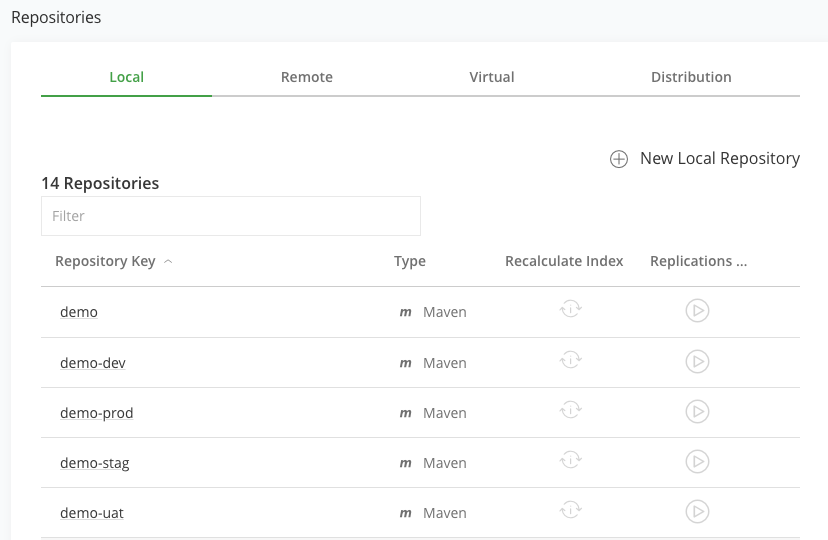 Repositories
Local Remote Virtual Distribution
New Local Repository
14 Repositories
Filter
Repository Key Type Recalculate Index Replications ...
demo m Maven
demo-dev m Maven
demo-prod m Maven
demo-stag m Maven
demo-uat m Maven